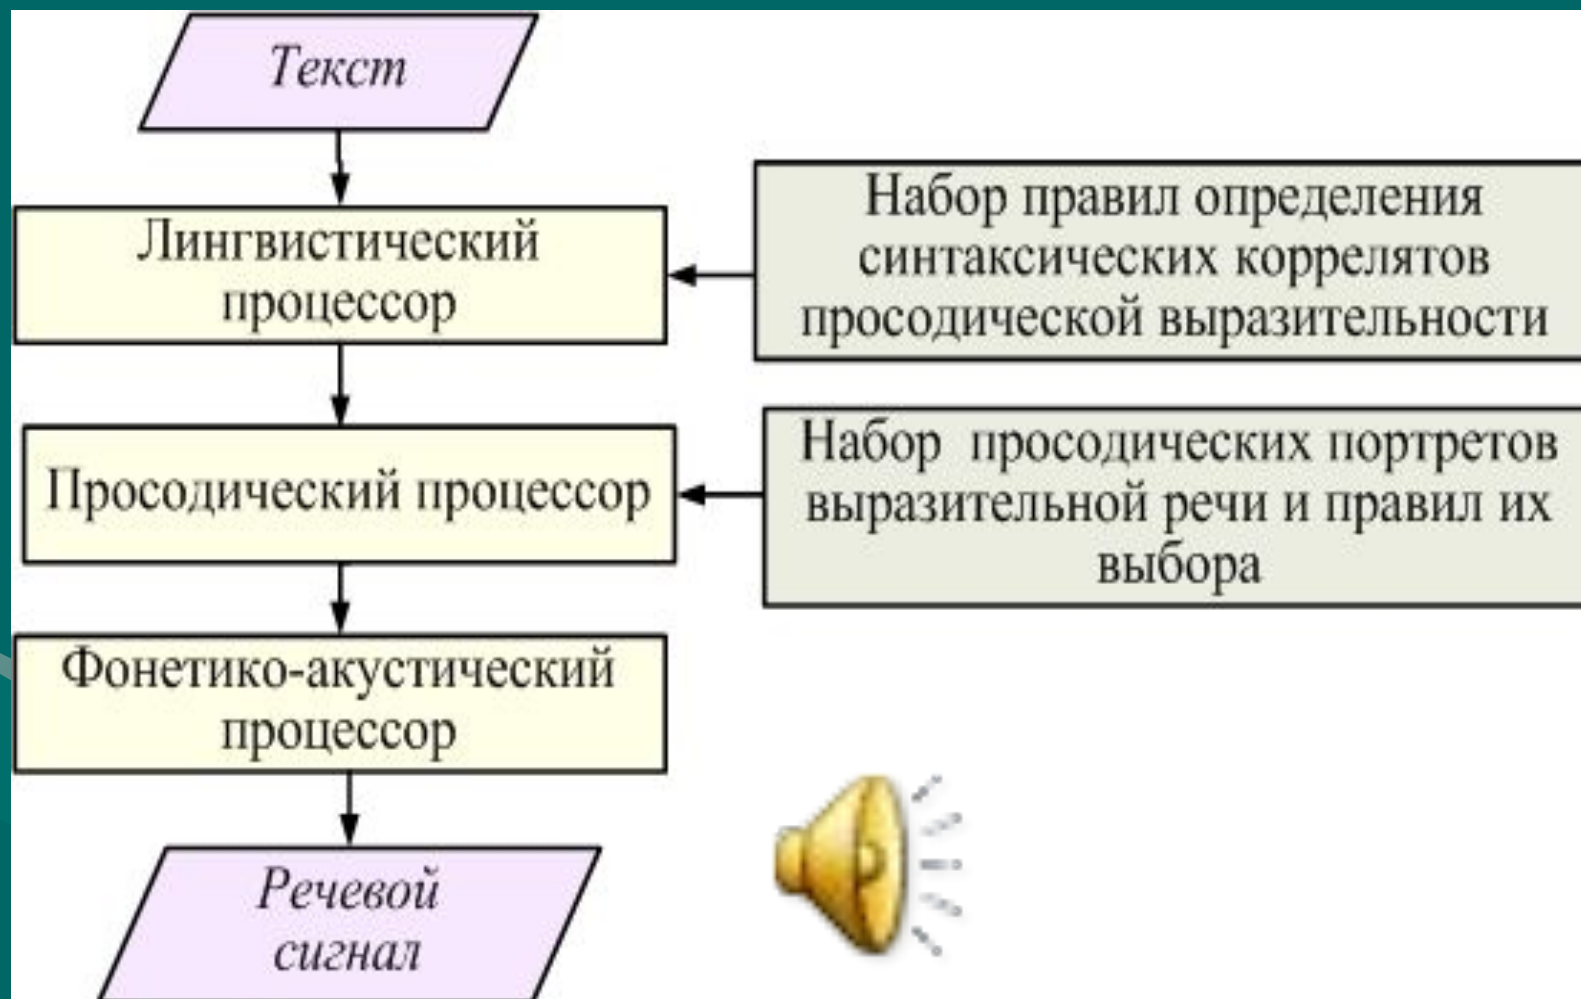 Текст
Лингвистический
процессор
Набор правил определения
синтаксических коррелятов
просодической выразительности
Просодический процессор
Набор просодических портретов
выразительной речи и правил их
выбора
Фонетико-акустический
процессор
Речевой
сигнал